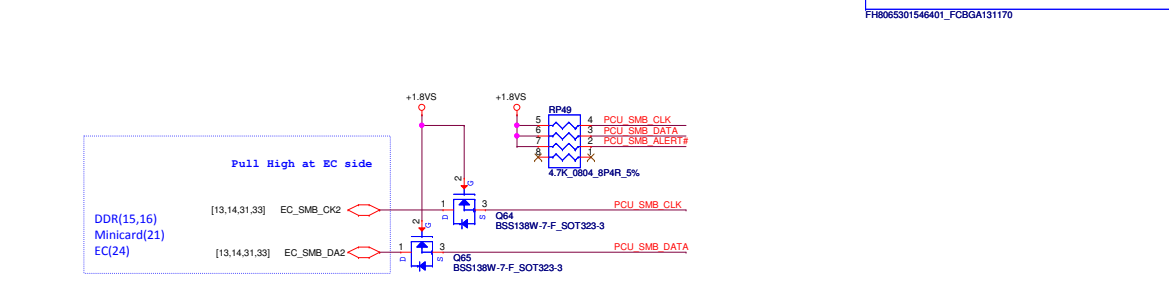 FH8065301546401_FCBGA131170
+1.8VS
+1.8VS
RP49
5 4 PCU_SMB_CLK
6 3 PCU_SMB_DATA
7 2 PCU_SMB_ALERT#
8 1
4.7K_0804_8P4R_5%
Pull High at EC side
2 G
[13,14,31,33] EC_SMB_CK2 1 3 PCU_SMB_CLK
D S
Q64
BSS138W-7-F_SOT323-3
DDR(15,16)
Minicard(21)
EC(24)
2 G
[13,14,31,33] EC_SMB_DA2 1 3 PCU_SMB_DATA
D S
Q65
BSS138W-7-F_SOT323-3